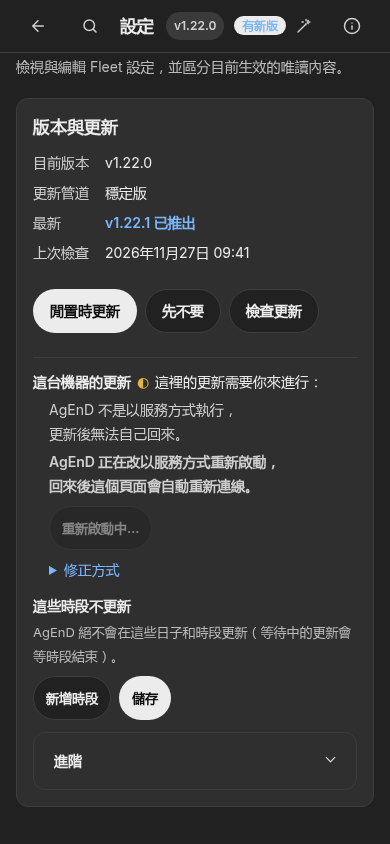 設定 v1.22.0 有新版
檢視與編輯 Fleet 設定，並區分目前生效的唯讀內容。
版本與更新
目前版本 v1.22.0
更新管道 穩定版
最新 v1.22.1 已推出
上次檢查 2026年11月27日 09:41
閒置時更新 先不要 檢查更新
這台機器的更新 這裡的更新需要你來進行：
AgEnD 不是以服務方式執行，
更新後無法自己回來。
AgEnD 正在改以服務方式重新啟動，
回來後這個頁面會自動重新連線。
重新啟動中…
修正方式
這些時段不更新
AgEnD 絕不會在這些日子和時段更新（等待中的更新會
等時段結束）。
新增時段 儲存
進階